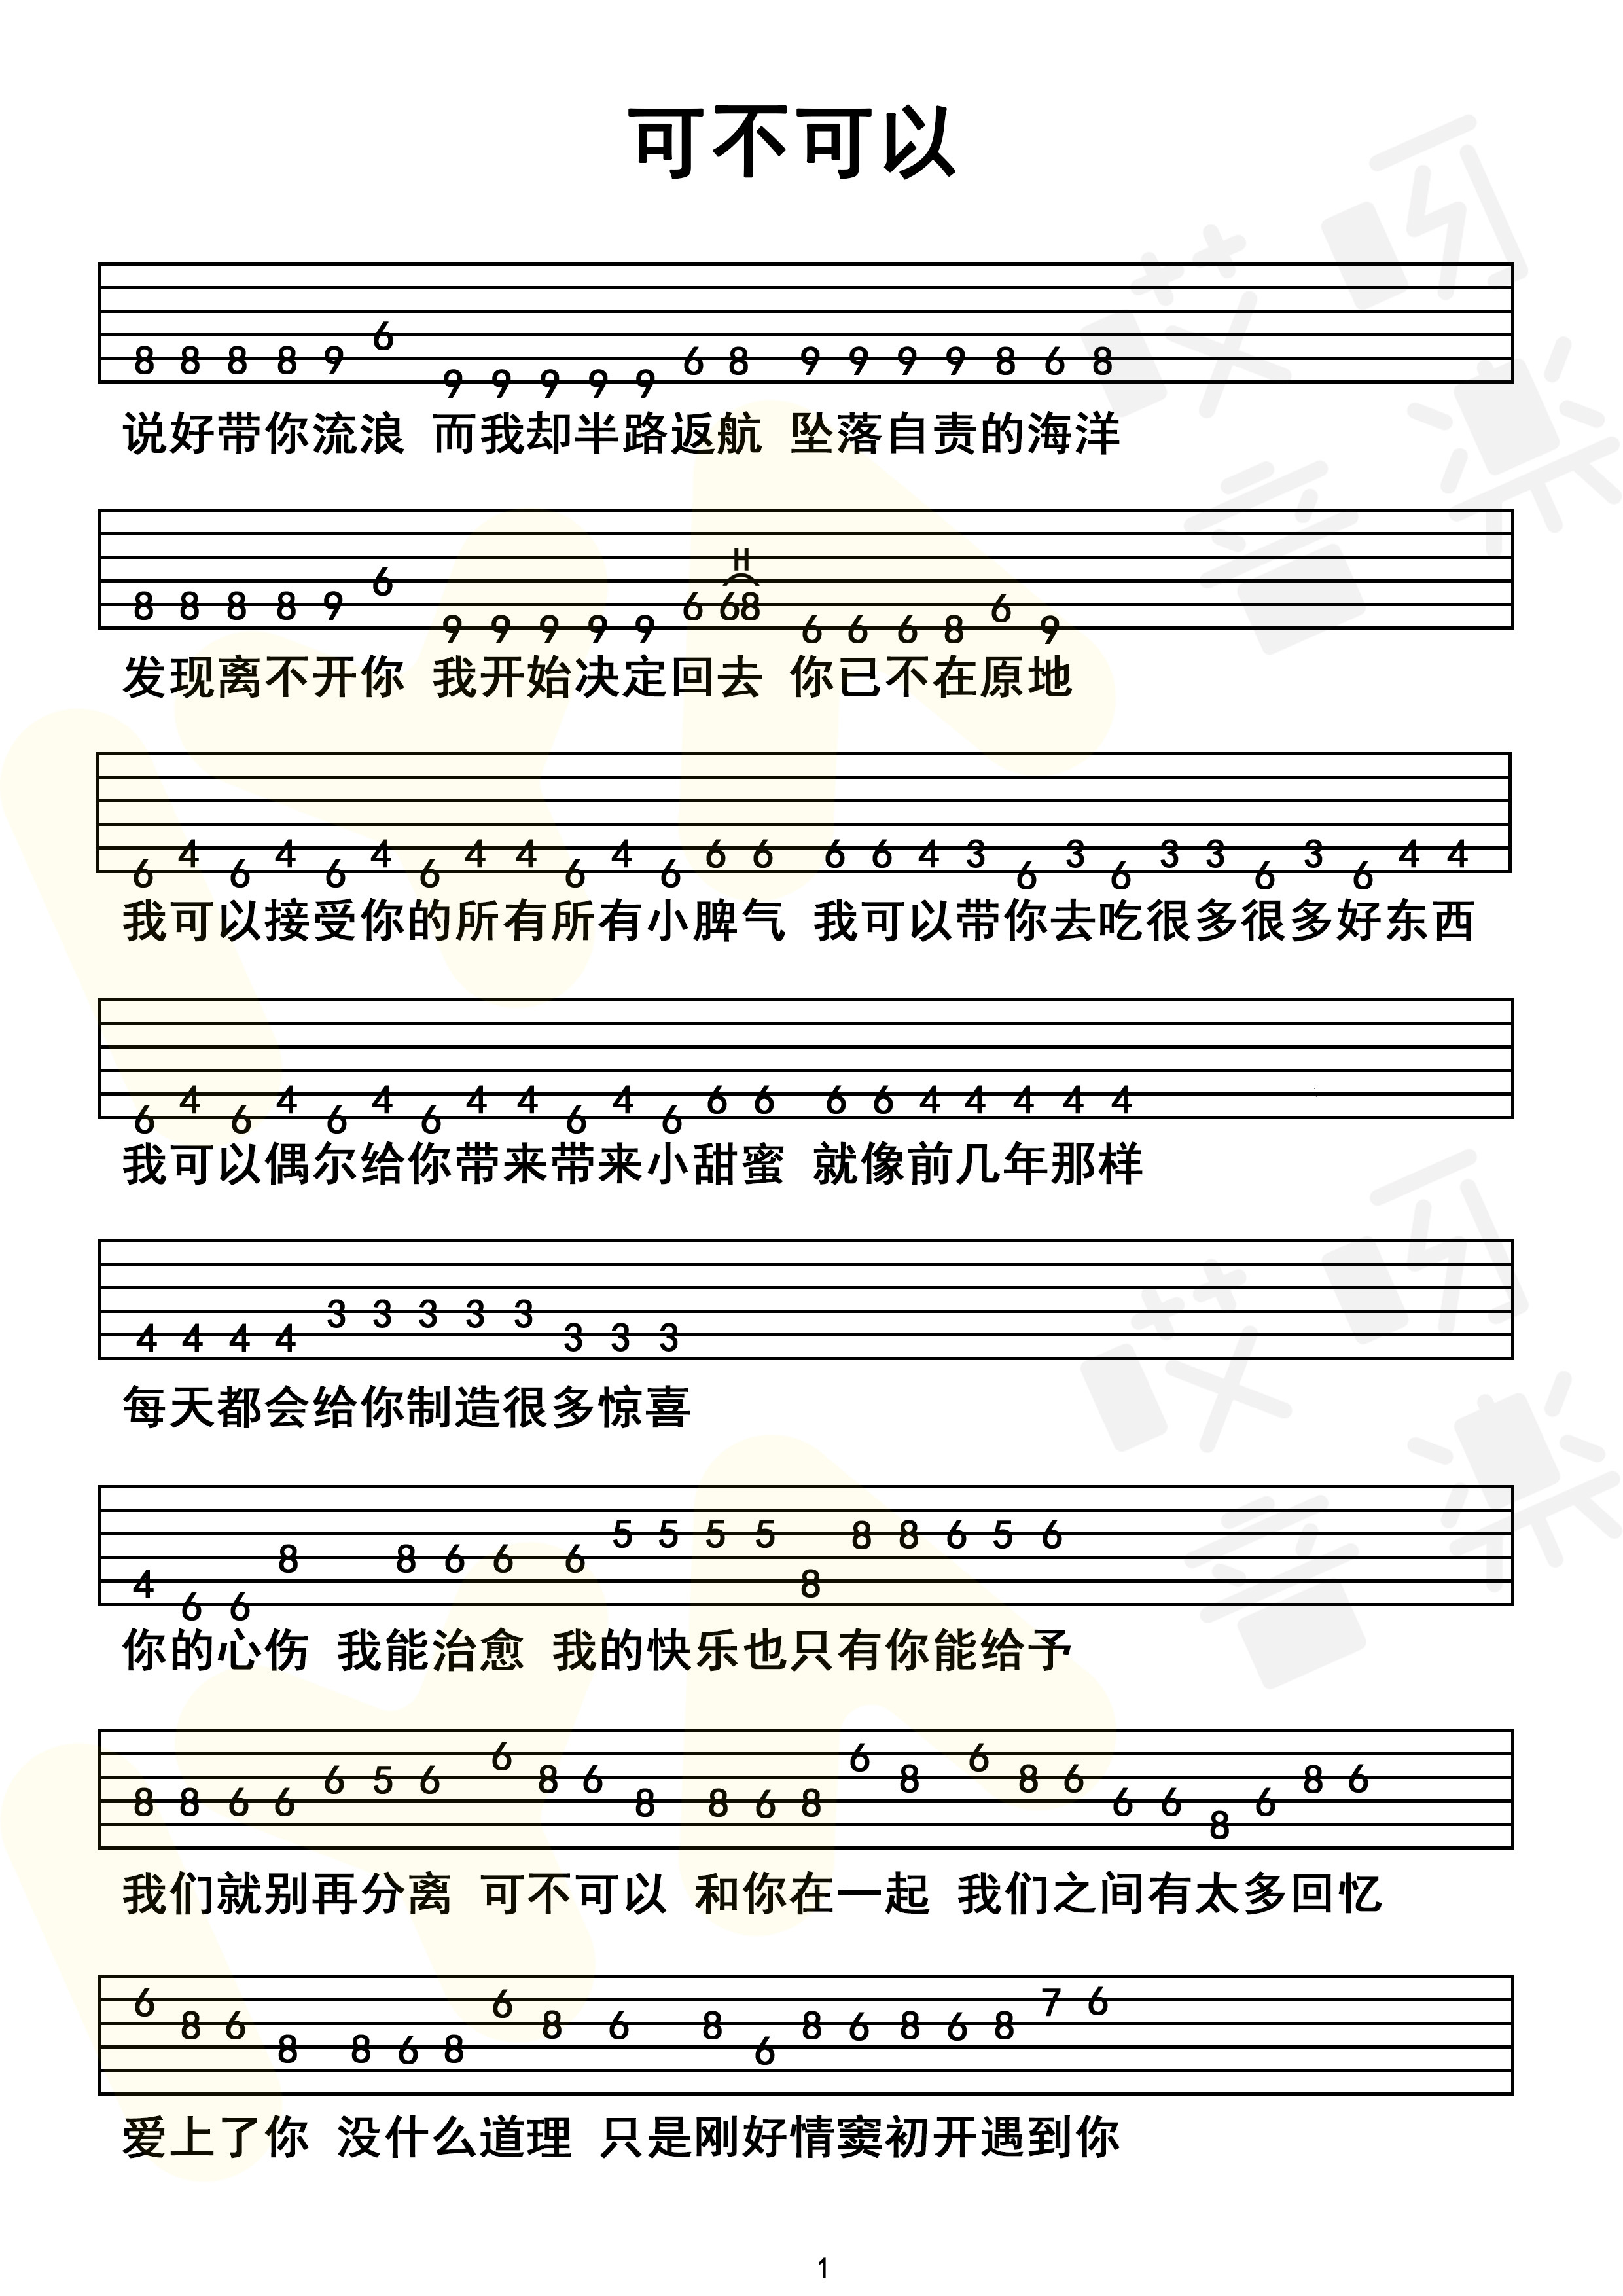 可不可以
8 8 8 8 9 6 9 9 9 9 9 6 8 9 9 9 9 8 6 8
说好带你流浪 而我却半路返航 坠落自责的海洋
H
8 8 8 8 9 6 9 9 9 9 9 6 68 6 6 6 8 6 9
发现离不开你 我开始决定回去 你已不在原地
6 4 6 4 6 4 6 4 4 6 4 6 6 6 6 6 4 3 6 3 6 3 3 6 3 6 4 4
我可以接受你的所有所有小脾气 我可以带你去吃很多很多好东西
6 4 6 4 6 4 6 4 4 6 4 6 6 6 6 6 4 4 4 4 4
我可以偶尔给你带来带来小甜蜜 就像前几年那样
4 4 4 4 3 3 3 3 3 3 3 3
每天都会给你制造很多惊喜
4 6 6 8 8 6 6 6 5 5 5 5 8 8 8 6 5 6
你的心伤 我能治愈 我的快乐也只有你能给予
8 8 6 6 6 5 6 6 8 6 8 8 6 8 6 8 6 8 6 6 6 8 6 8 6
我们就别再分离 可不可以 和你在一起 我们之间有太多回忆
6 8 6 8 8 6 8 6 8 6 8 6 8 6 8 6 8 7 6
爱上了你 没什么道理 只是刚好情窦初开遇到你
1